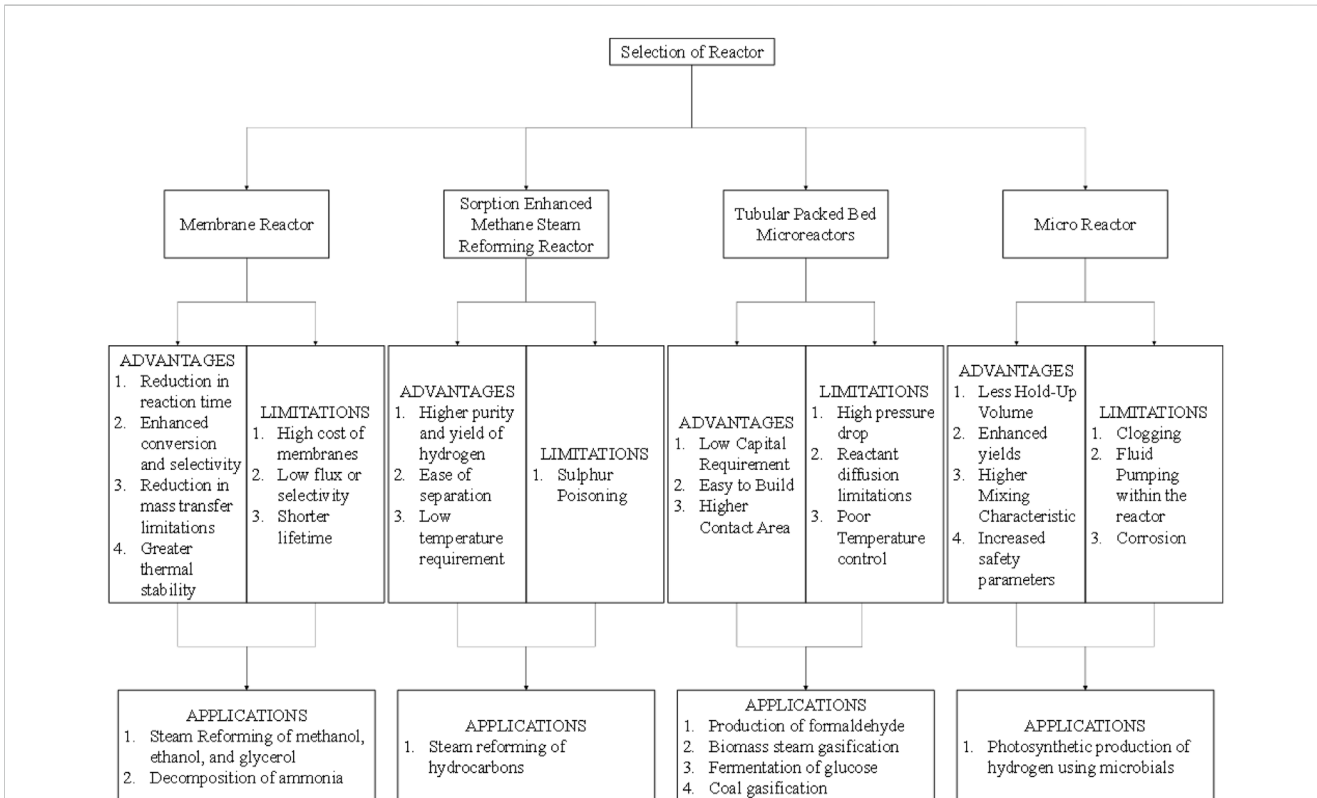 Selection of Reactor
Membrane Reactor
Sorption Enhanced
Methane Steam
Reforming Reactor
Tubular Packed Bed
Microreactors
Micro Reactor
ADVANTAGES
1. Reduction in
reaction time
2. Enhanced
conversion
and selectivity
3. Reduction in
mass transfer
limitations
4. Greater
thermal
stability
LIMITATIONS
1. High cost of
membranes
2. Low flux or
selectivity
3. Shorter
lifetime
ADVANTAGES
1. Higher purity
and yield of
hydrogen
2. Ease of
separation
3. Low
temperature
requirement
LIMITATIONS
1. Sulphur
Poisoning
ADVANTAGES
1. Low Capital
Requirement
2. Easy to Build
3. Higher
Contact Area
LIMITATIONS
1. High pressure
drop
2. Reactant
diffusion
limitations
3. Poor
Temperature
control
ADVANTAGES
1. Less Hold-Up
Volume
2. Enhanced
yields
3. Higher
Mixing
Characteristic
4. Increased
safety
parameters
LIMITATIONS
1. Clogging
2. Fluid
Pumping
within the
reactor
3. Corrosion
APPLICATIONS
1. Steam Reforming of methanol,
ethanol, and glycerol
2. Decomposition of ammonia
APPLICATIONS
1. Steam reforming of
hydrocarbons
APPLICATIONS
1. Production of formaldehyde
2. Biomass steam gasification
3. Fermentation of glucose
4. Coal gasification
APPLICATIONS
1. Photosynthetic production of
hydrogen using microbials